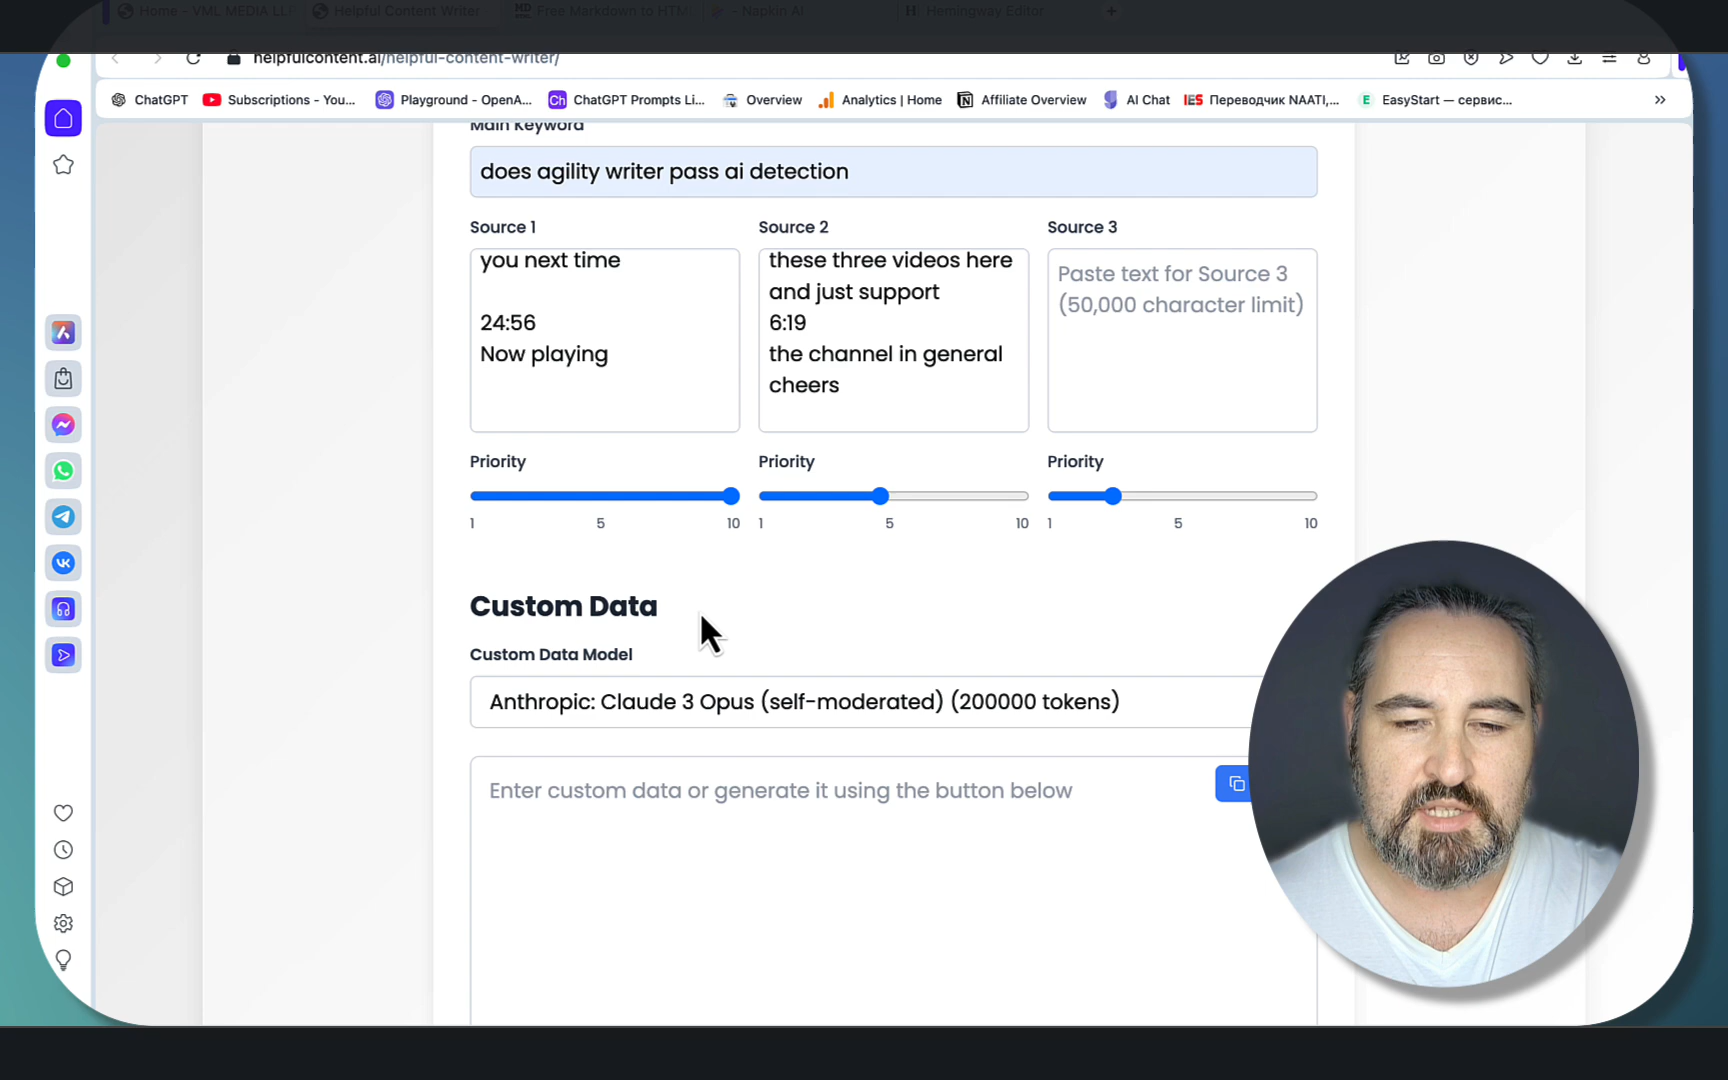 Home - VML MEDIA LL
Helpful Content Writer
Free Markdown to HTM
- Napkin AI
H Hemingway Editor
helpfulcontent.ai/helpful-content-writer/
ChatGPT
Subscriptions - You...
Playground - OpenA...
Ch ChatGPT Prompts Li...
Overview
Analytics | Home
Affiliate Overview
AI Chat
IES Переводчик NAATI,...
E EasyStart — сервис...
Main Keyword
does agility writer pass ai detection
Source 1
Source 2
Source 3
you next time
24:56
Now playing
these three videos here
and just support
6:19
the channel in general
cheers
Paste text for Source 3
(50,000 character limit)
Priority
Priority
Priority
1 5 10
1 5 10
1 5 10
Custom Data
Custom Data Model
Anthropic: Claude 3 Opus (self-moderated) (200000 tokens)
Enter custom data or generate it using the button below